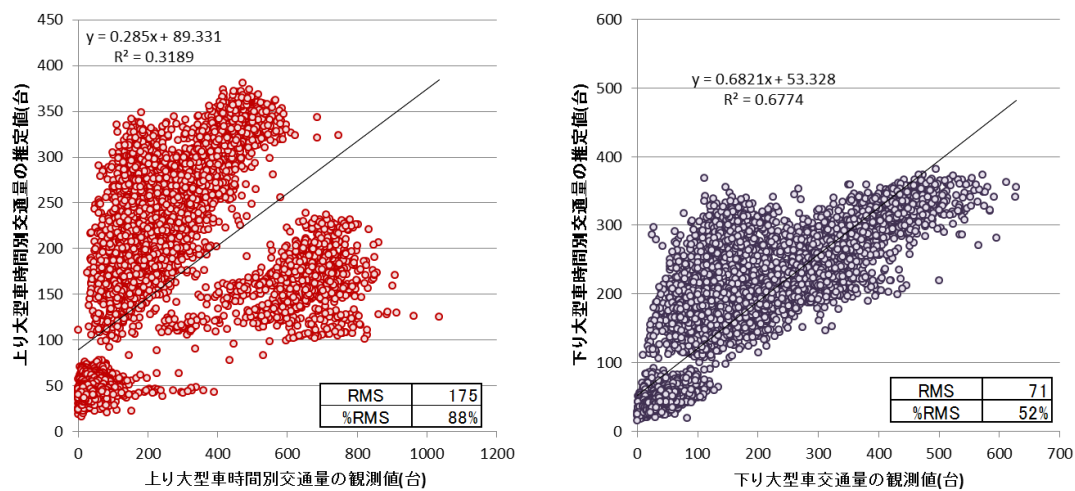 450
400
350
300
250
200
150
100
50
0
上り大型車時間別交通量の推定値(台)
y = 0.285x + 89.331
R² = 0.3189
RMS 175
%RMS 88%
0 200 400 600 800 1000 1200
上り大型車時間別交通量の観測値(台)
600
500
400
300
200
100
0
下り大型車時間別交通量の推定値(台)
y = 0.6821x + 53.328
R² = 0.6774
RMS 71
%RMS 52%
0 100 200 300 400 500 600 700
下り大型車交通量の観測値(台)